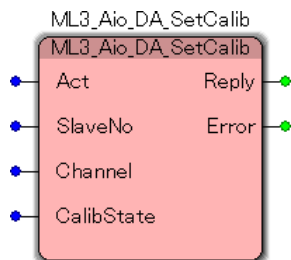 ML3_Aio_DA_SetCalib
ML3_Aio_DA_SetCalib
Act Reply
SlaveNo Error
Channel
CalibState